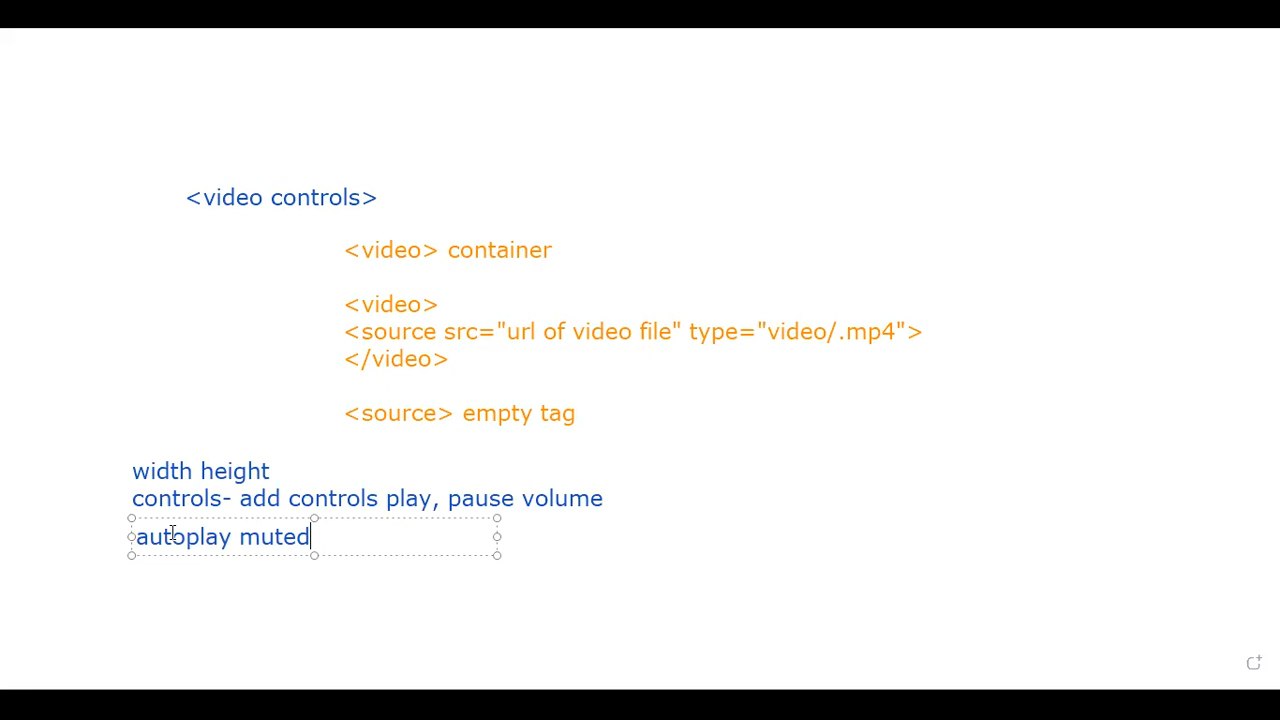 <video controls>
<video> container
<video>
<source src="url of video file" type="video/.mp4">
</video>
<source> empty tag
width height
controls- add controls play, pause volume
autoplay muted